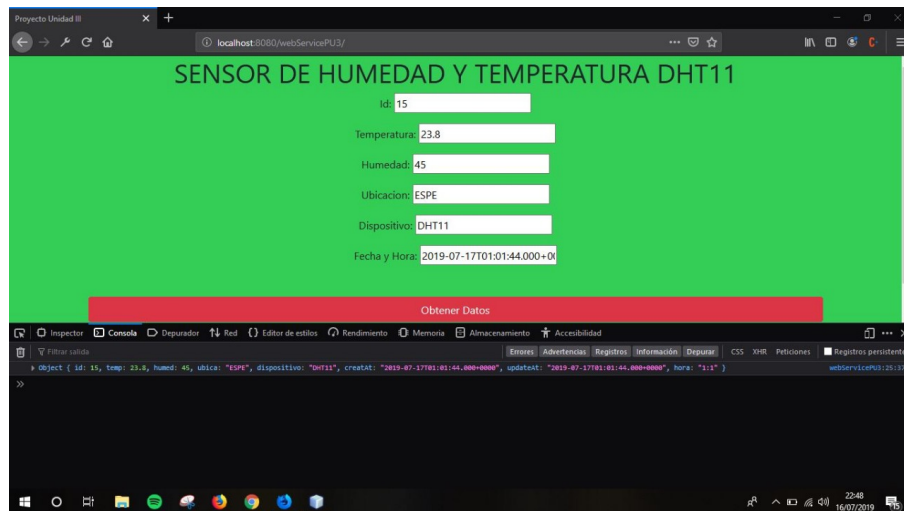 Proyecto Unidad III
localhost:8080/webServicePU3/
SENSOR DE HUMEDAD Y TEMPERATURA DHT11
Id: 15
Temperatura: 23.8
Humedad: 45
Ubicacion: ESPE
Dispositivo: DHT11
Fecha y Hora: 2019-07-17T01:01:44.000+00
Obtener Datos
Inspector Consola Depurador Red Editor de estilos Rendimiento Memoria Almacenamiento Accesibilidad
Filtrar salida Errores Advertencias Registros Información Depurar CSS XHR Peticiones Registros persistente
Object { id: 15, temp: 23.8, humed: 45, ubica: "ESPE", dispositivo: "DHT11", creatAt: "2019-07-17T01:01:44.000+0000", updateAt: "2019-07-17T01:01:44.000+0000", hora: "1:1" } webServicePU3:25:37
22:48
16/07/2019